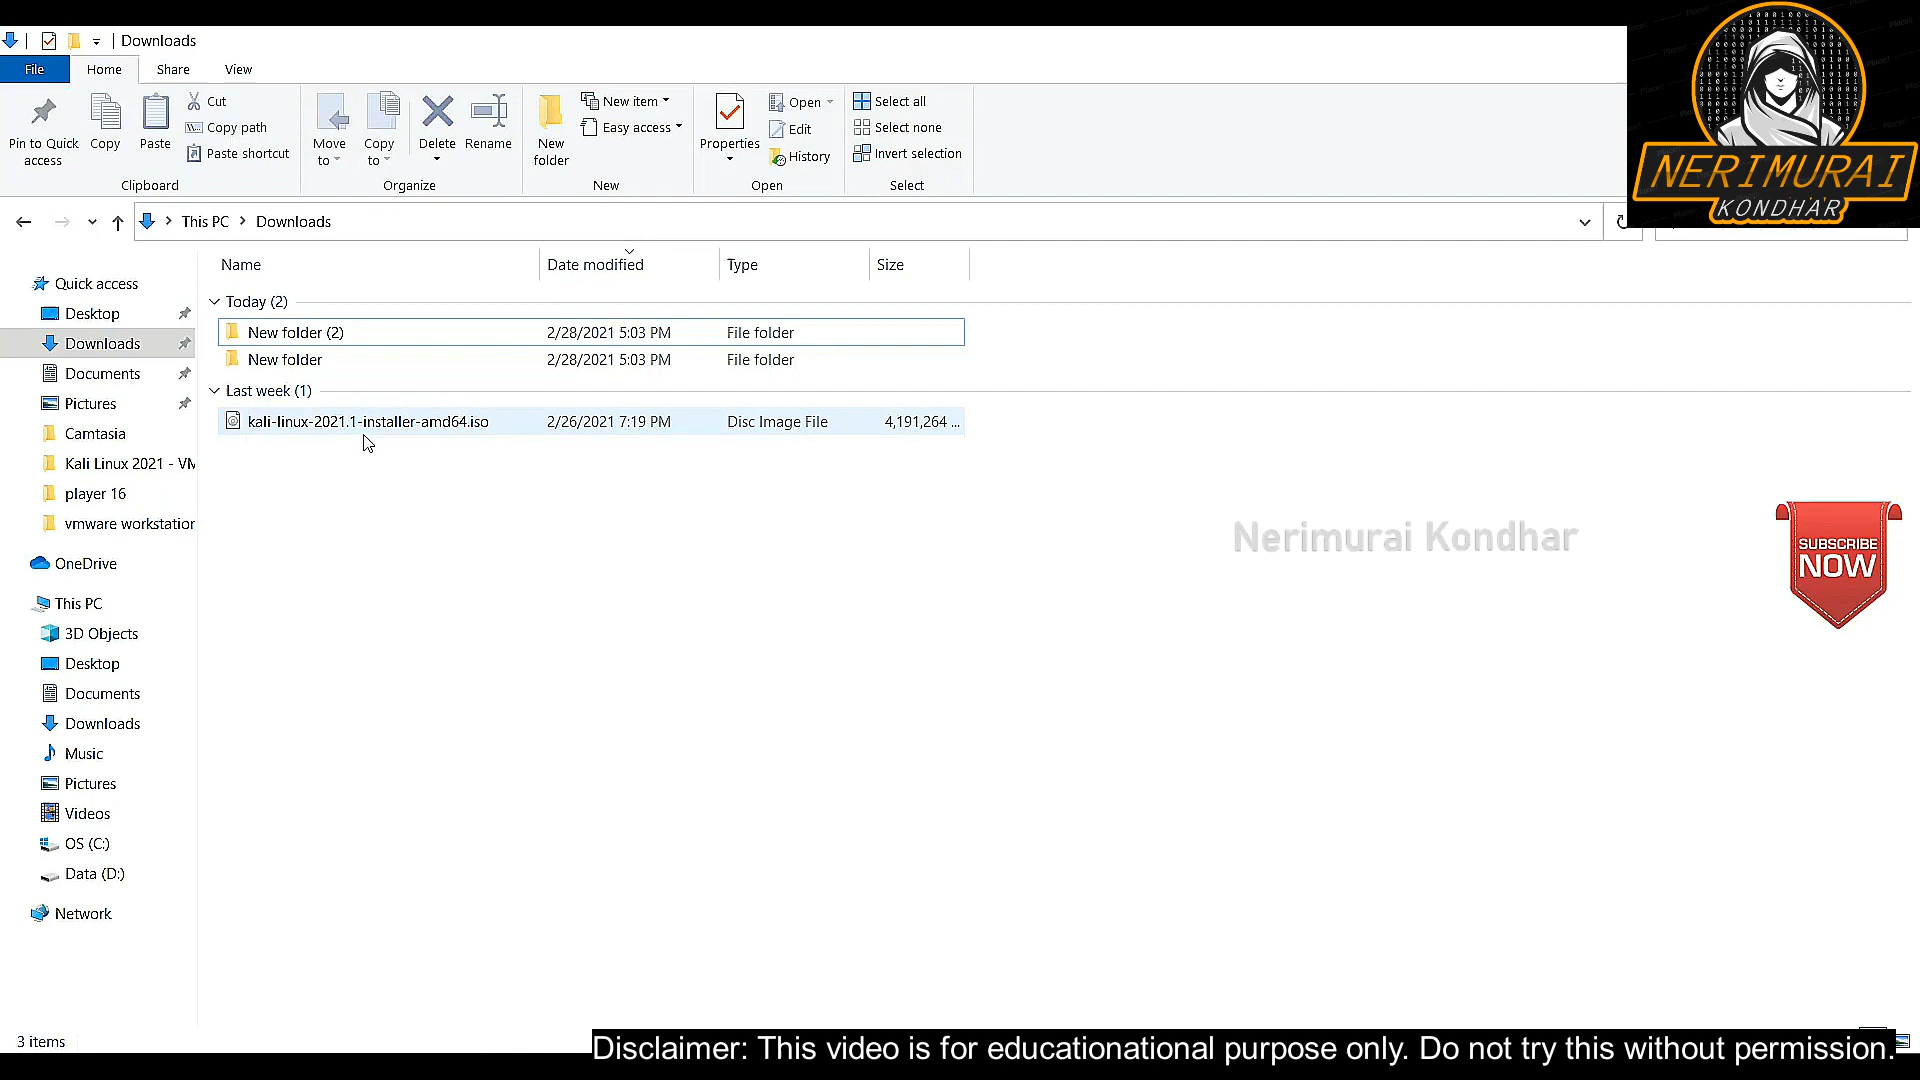 Downloads
File Home Share View
Pin to Quick access
Copy
Paste
Cut
Copy path
Paste shortcut
Clipboard
Move to
Copy to
Delete
Rename
Organize
New folder
New item
Easy access
New
Properties
Open
Edit
History
Open
Select all
Select none
Invert selection
Select
NERIMURAI
KONDHAR
This PC > Downloads
Name Date modified Type Size
Today (2)
New folder (2) 2/28/2021 5:03 PM File folder
New folder 2/28/2021 5:03 PM File folder
Last week (1)
kali-linux-2021.1-installer-amd64.iso 2/26/2021 7:19 PM Disc Image File 4,191,264 ...
Quick access
Desktop
Downloads
Documents
Pictures
Camtasia
Kali Linux 2021 - VM
player 16
vmware workstation
OneDrive
This PC
3D Objects
Desktop
Documents
Downloads
Music
Pictures
Videos
OS (C:)
Data (D:)
Network
Nerimurai Kondhar
SUBSCRIBE
NOW
3 items
Disclaimer: This video is for educationational purpose only. Do not try this without permission.